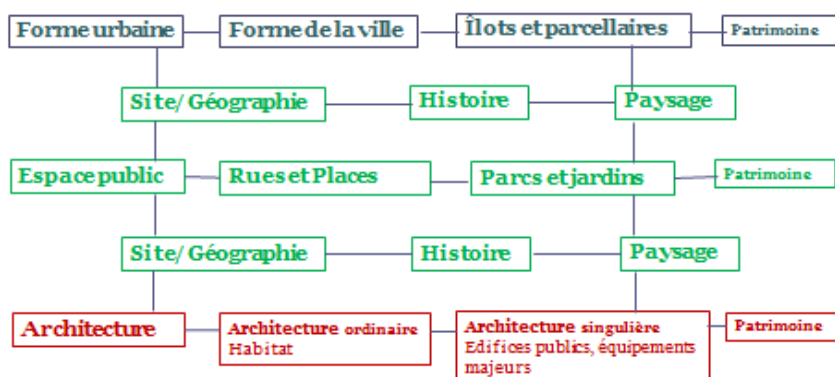 Forme urbaine
Forme de la ville
Îlots et parcellaires
Patrimoine
Site/ Géographie
Histoire
Paysage
Espace public
Rues et Places
Parcs et jardins
Patrimoine
Site/ Géographie
Histoire
Paysage
Architecture
Architecture ordinaire
Habitat
Architecture singulière
Edifices publics, équipements
majeurs
Patrimoine